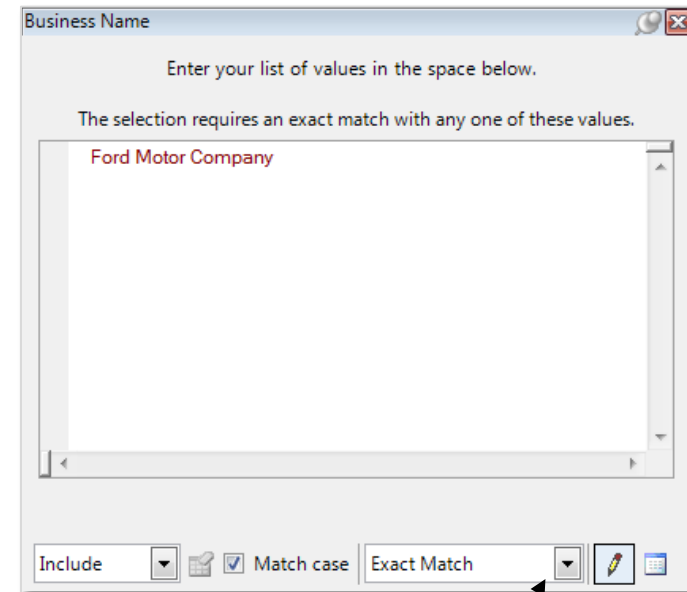 Business Name
Enter your list of values in the space below.
The selection requires an exact match with any one of these values.
Ford Motor Company
Include Match case Exact Match